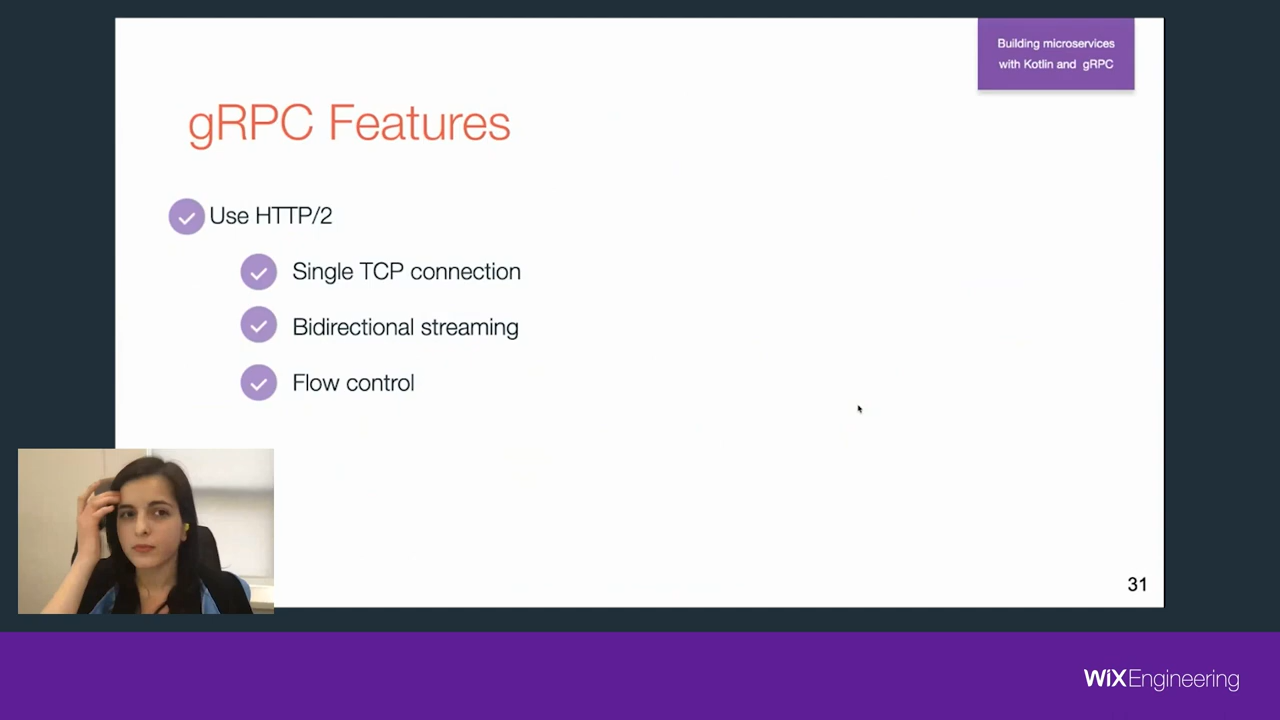 Building microservices
with Kotlin and gRPC
gRPC Features
Use HTTP/2
Single TCP connection
Bidirectional streaming
Flow control
31
WiXEngineering